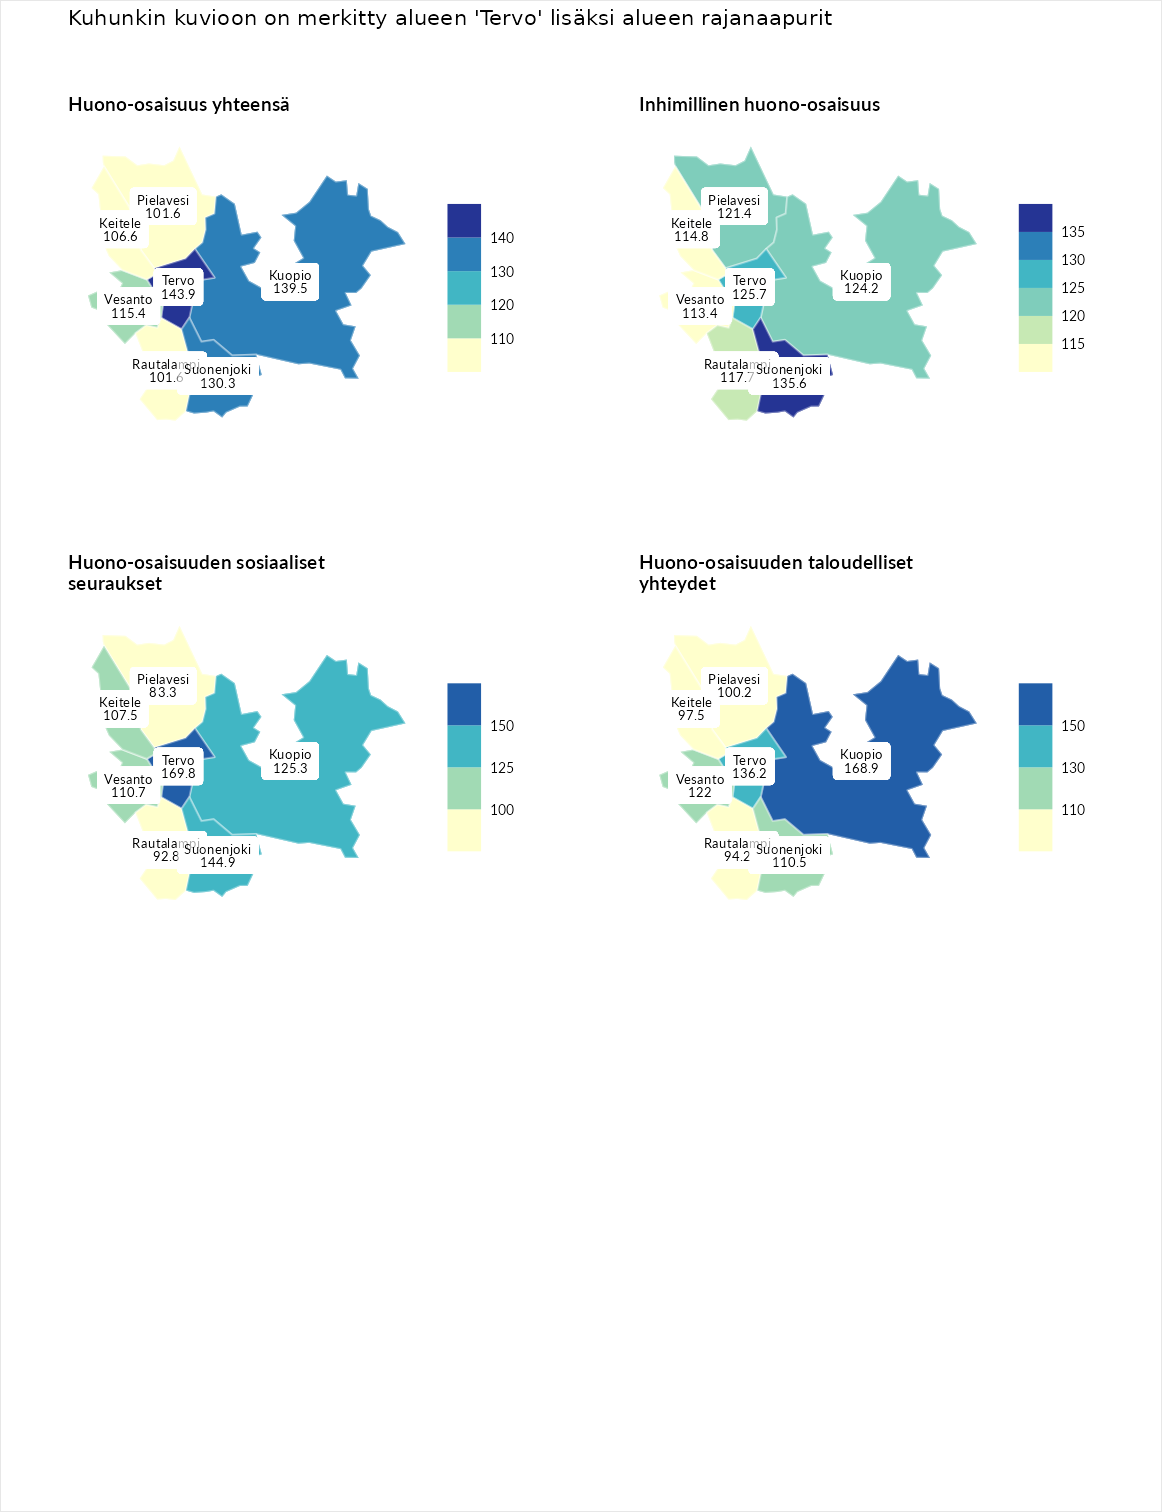 Kuhunkin kuvioon on merkitty alueen 'Tervo' lisäksi alueen rajanaapurit
Huono-osaisuus yhteensä
Pielavesi
101.6
Keitele
106.6
Tervo
143.9
Kuopio
139.5
Vesanto
115.4
Rautalampi
101.6
Suonenjoki
130.3
140
130
120
110
Inhimillinen huono-osaisuus
Pielavesi
121.4
Keitele
114.8
Tervo
125.7
Kuopio
124.2
Vesanto
113.4
Rautalampi
117.7
Suonenjoki
135.6
135
130
125
120
115
Huono-osaisuuden sosiaaliset
seuraukset
Pielavesi
83.3
Keitele
107.5
Tervo
169.8
Kuopio
125.3
Vesanto
110.7
Rautalampi
92.8
Suonenjoki
144.9
150
125
100
Huono-osaisuuden taloudelliset
yhteydet
Pielavesi
100.2
Keitele
97.5
Tervo
136.2
Kuopio
168.9
Vesanto
122
Rautalampi
94.2
Suonenjoki
110.5
150
130
110